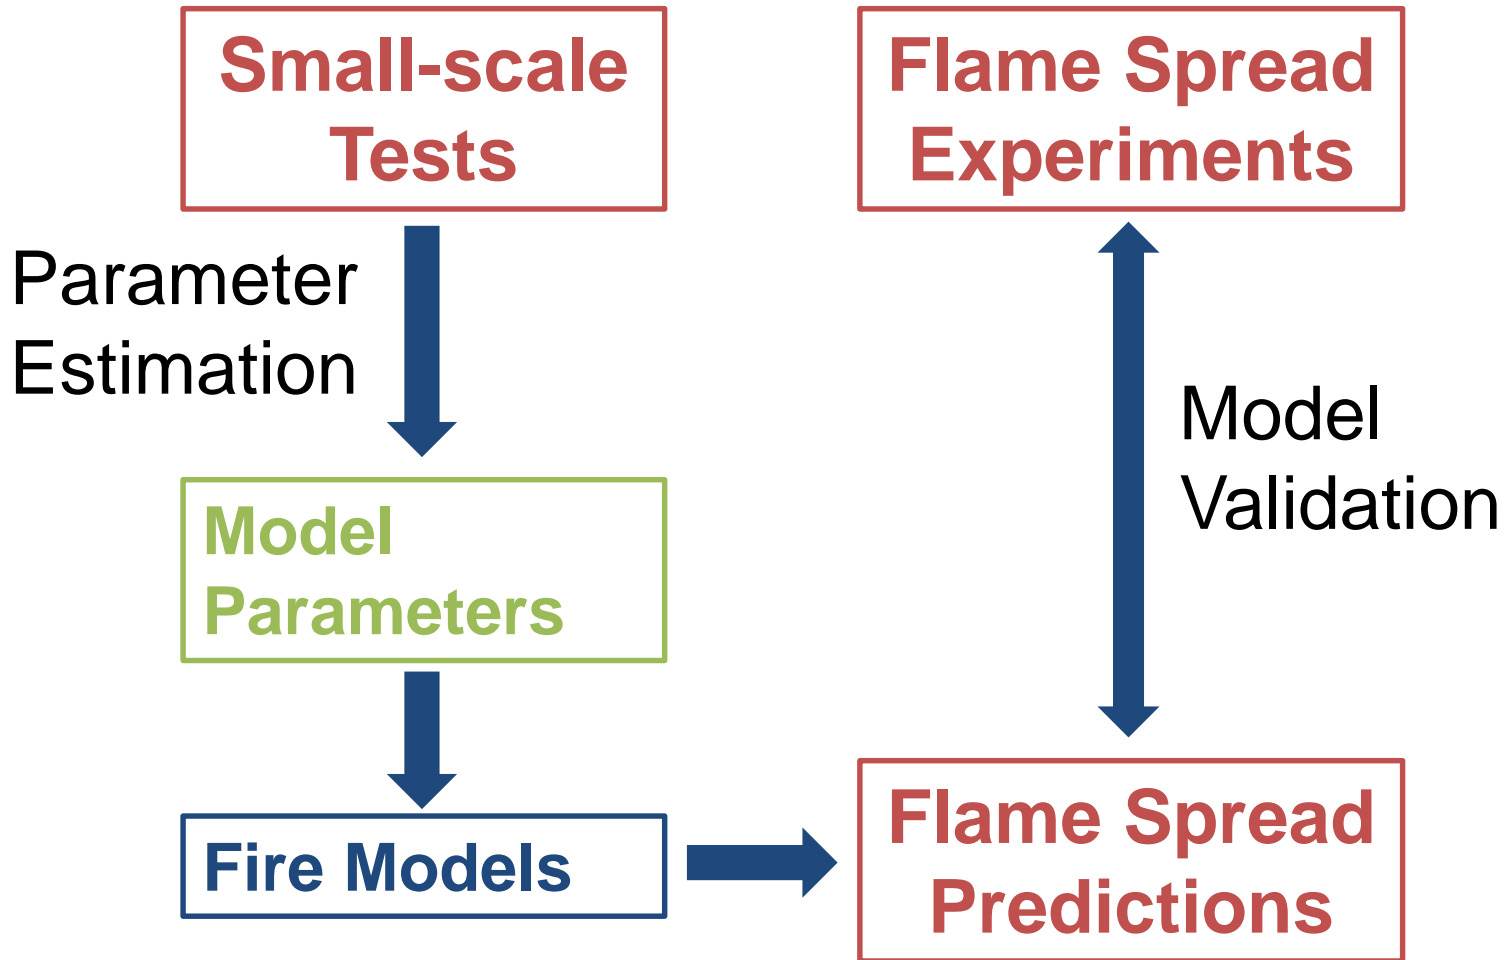 Small-scale
Tests
Parameter
Estimation
Model
Parameters
Fire Models
Flame Spread
Experiments
Model
Validation
Flame Spread
Predictions